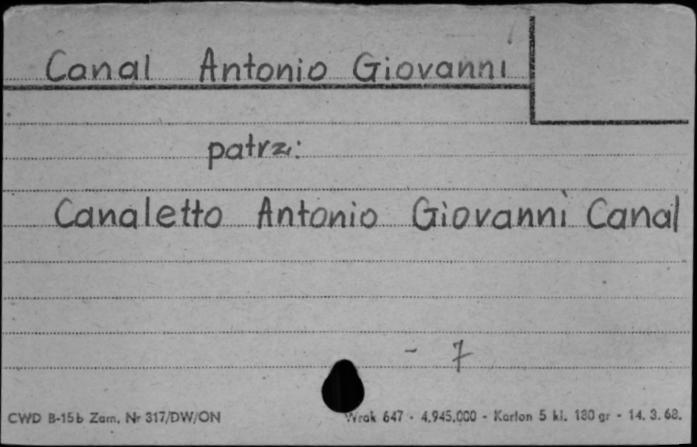 Canal Antonio Giovanni
patrz:
Canaletto Antonio Giovanni Canal
- 7
CWD B-15b Zam. Nr 317/DW/ON Wrak 647 - 4.945.000 - Karton 5 kl. 180 gr - 14. 3. 68.